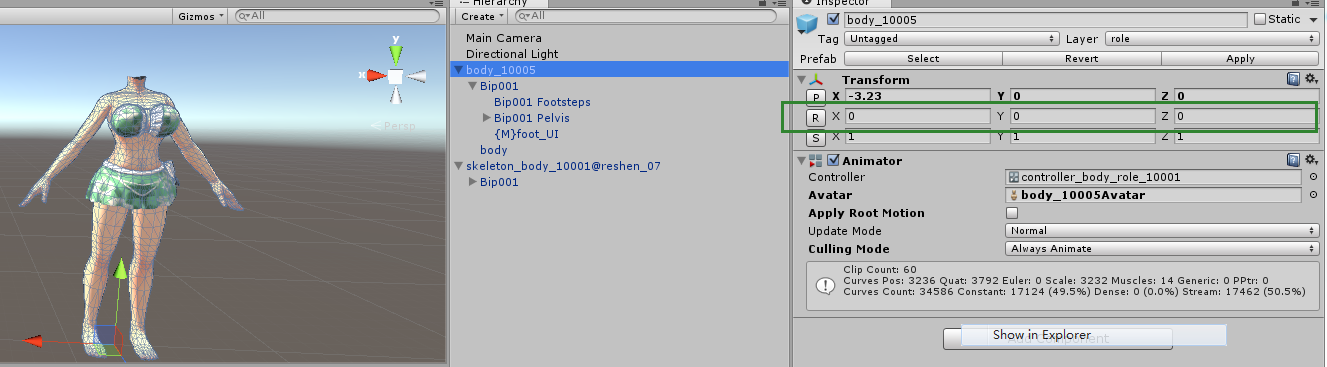 Gizmos
All
y
x
Persp
Hierarchy
Create
All
Main Camera
Directional Light
body_10005
Bip001
Bip001 Footsteps
Bip001 Pelvis
{M}foot_UI
body
skeleton_body_10001@reshen_07
Bip001
Inspector
body_10005
Static
Tag Untagged Layer role
Prefab Select Revert Apply
Transform
P X -3.23 Y 0 Z 0
R X 0 Y 0 Z 0
S X 1 Y 1 Z 1
Animator
Controller controller_body_role_10001
Avatar body_10005Avatar
Apply Root Motion
Update Mode Normal
Culling Mode Always Animate
Clip Count: 60
Curves Pos: 3236 Quat: 3792 Euler: 0 Scale: 3232 Muscles: 14 Generic: 0 PPtr: 0
Curves Count: 34586 Constant: 17124 (49.5%) Dense: 0 (0.0%) Stream: 17462 (50.5%)
Show in Explorer
Component